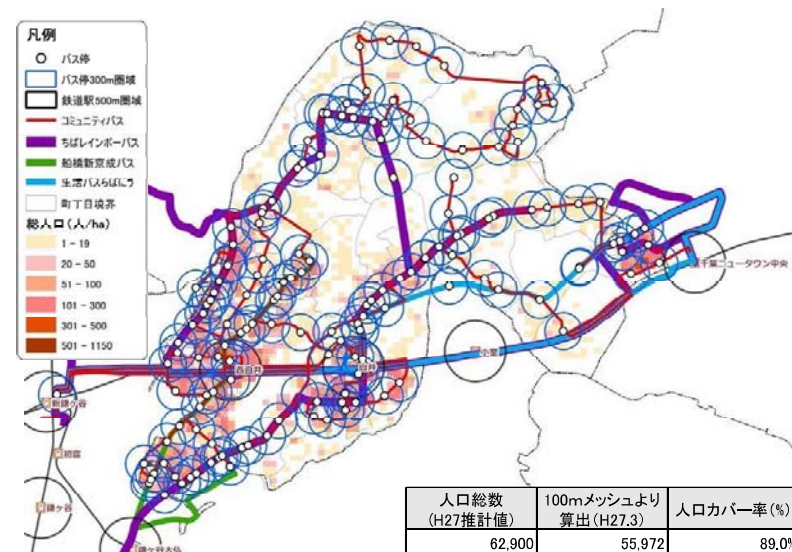 凡例
バス停
バス停300m圏域
鉄道駅500m圏域
コミュニティバス
ちばレインボーバス
船橋新京成バス
生活バスちばにう
町丁目境界
総人口(人/ha)
1 - 19
20 - 50
51 - 100
101 - 300
301 - 500
501 - 1150
千葉ニュータウン中央
小室
白井
西白井
新鎌ケ谷
初富
鎌ケ谷
鎌ケ谷大仏
人口総数 100mメッシュより 人口カバー率(%)
(H27推計値) 算出(H27.3)
62,900 55,972 89.0%